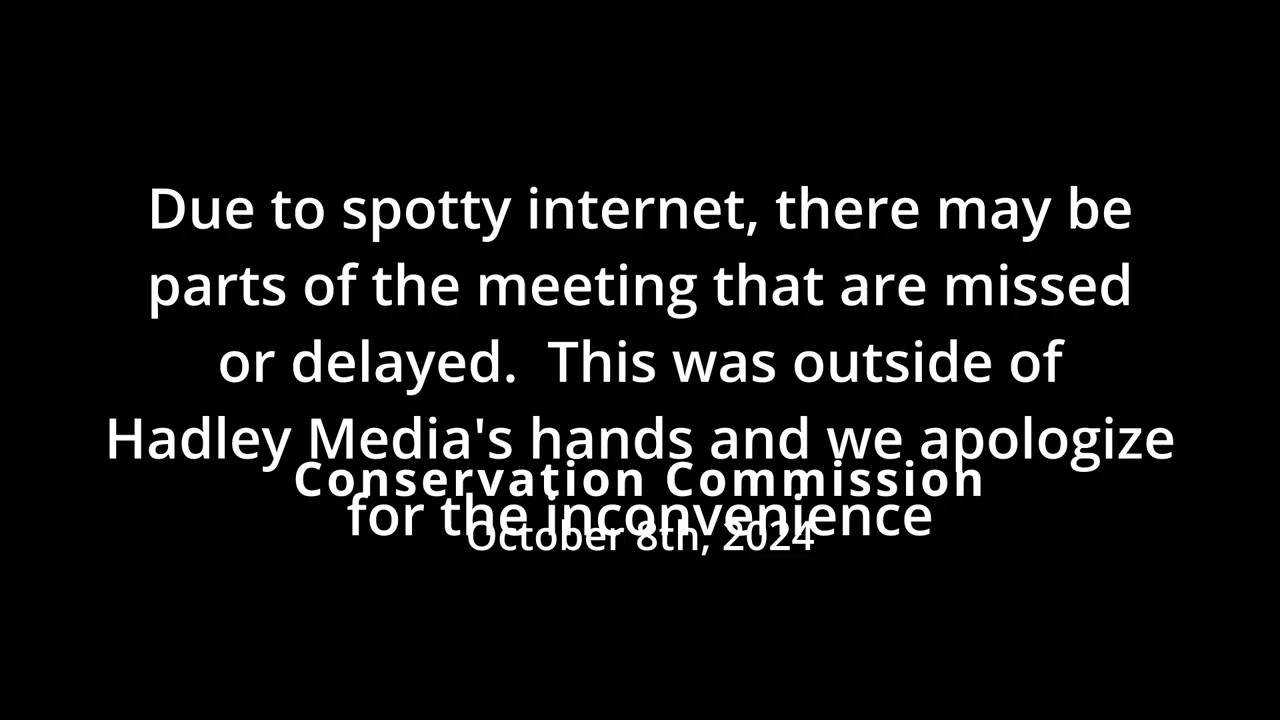 Due to spotty internet, there may be
parts of the meeting that are missed
or delayed.  This was outside of
Hadley Media's hands and we apologize
Conservation Commission
for the inconvenience
October 8th, 2024